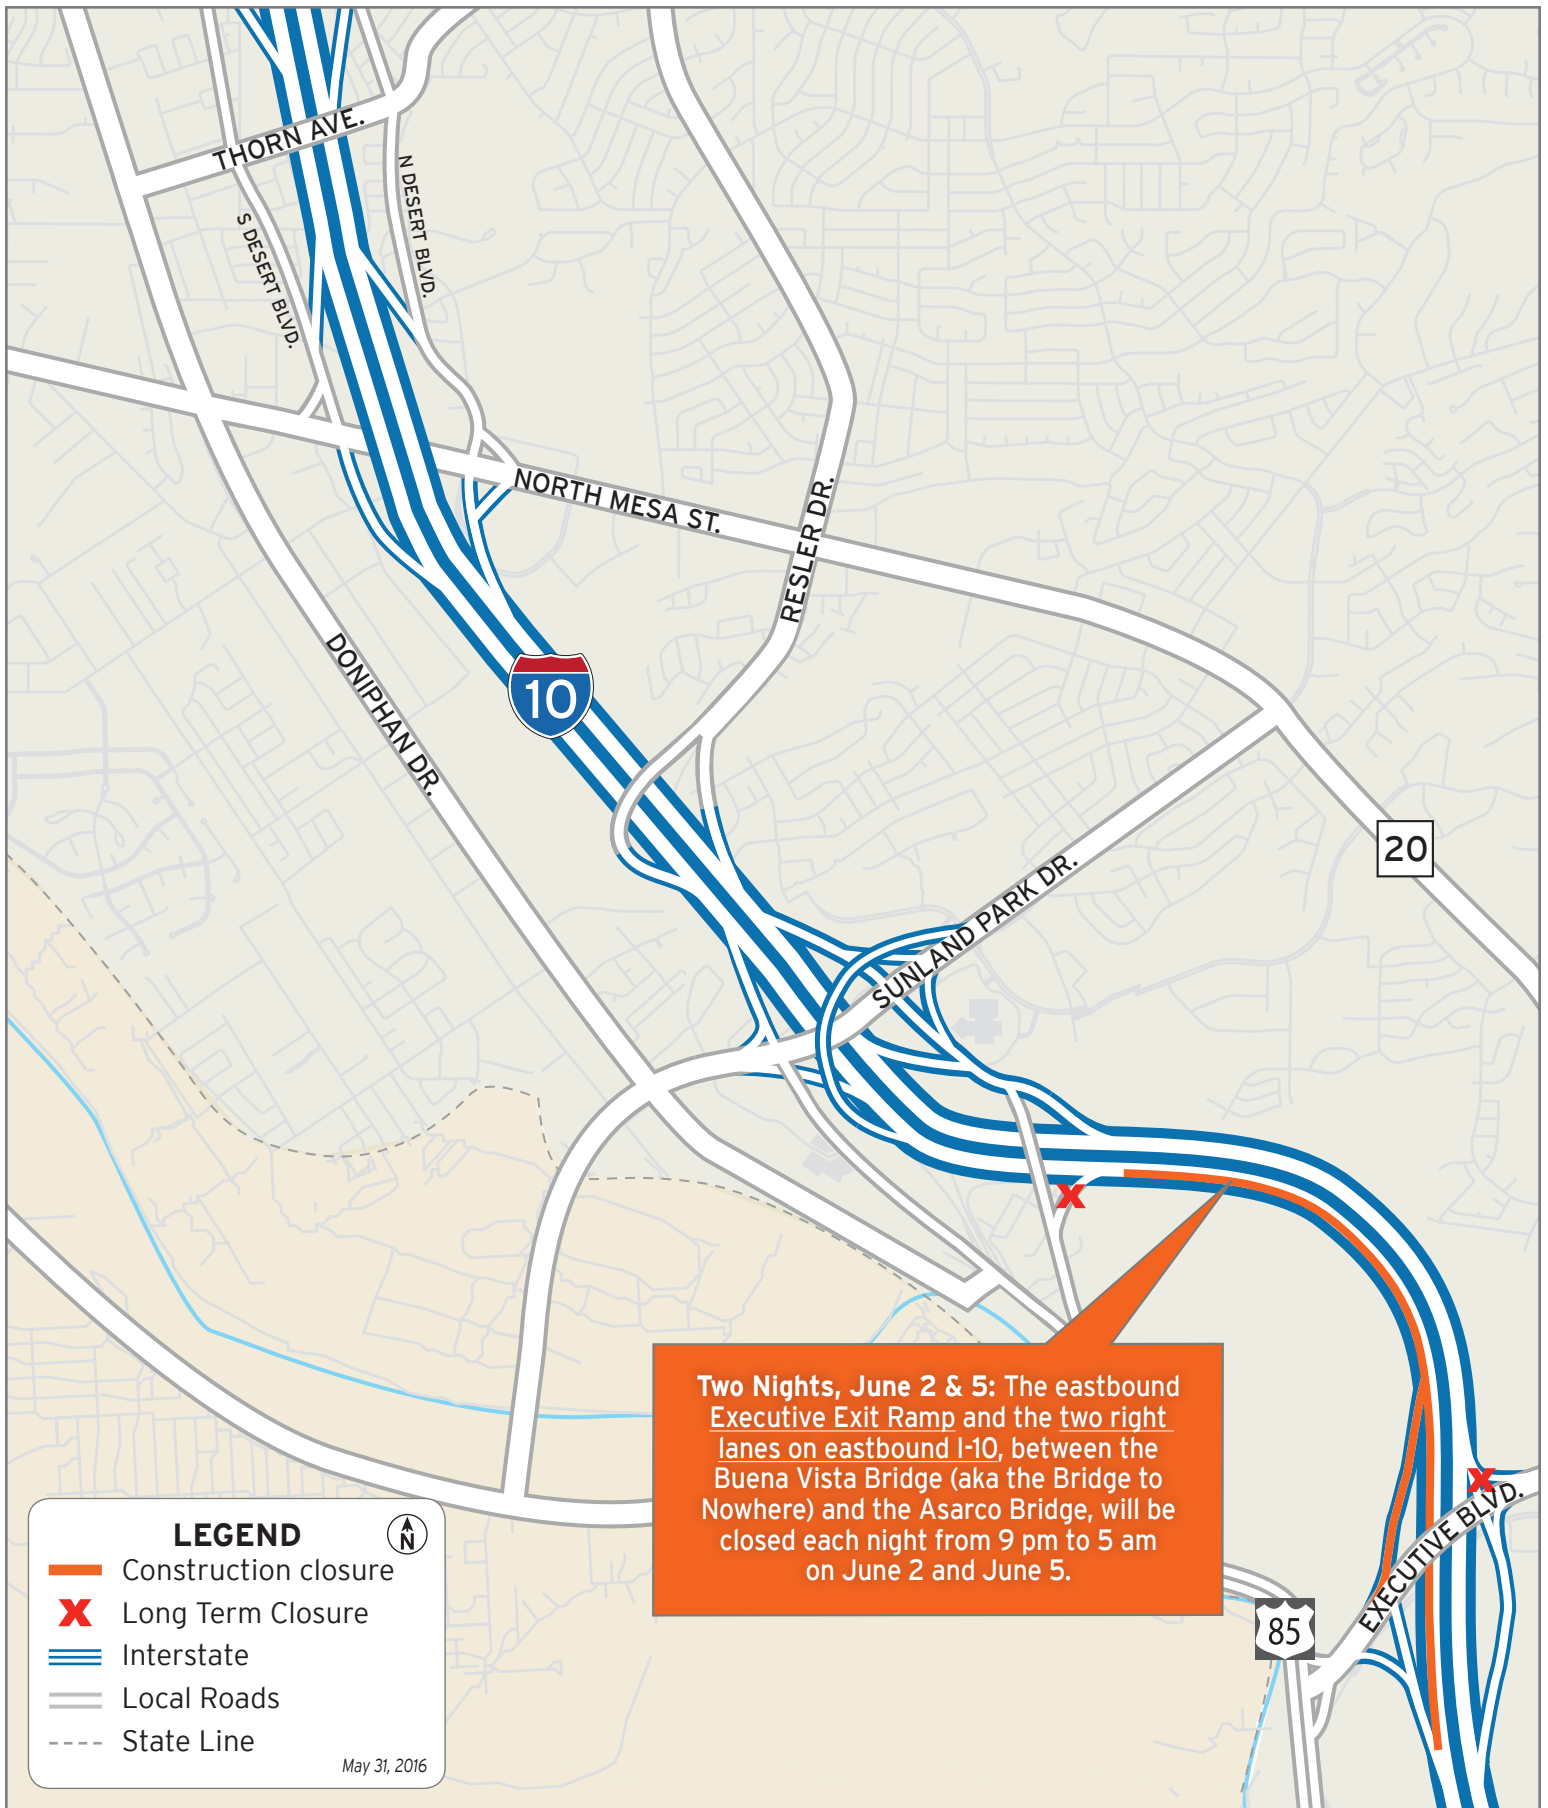 THORN AVE.
N DESERT BLVD.
S DESERT BLVD.
NORTH MESA ST.
RESLER DR.
DONIPHAN DR.
10
20
SUNLAND PARK DR.
Two Nights, June 2 & 5: The eastbound
Executive Exit Ramp and the two right
lanes on eastbound I-10, between the
Buena Vista Bridge (aka the Bridge to
Nowhere) and the Asarco Bridge, will be
closed each night from 9 pm to 5 am
on June 2 and June 5.
EXECUTIVE BLVD.
85
LEGEND
N
Construction closure
X Long Term Closure
Interstate
Local Roads
State Line
May 31, 2016
X
X